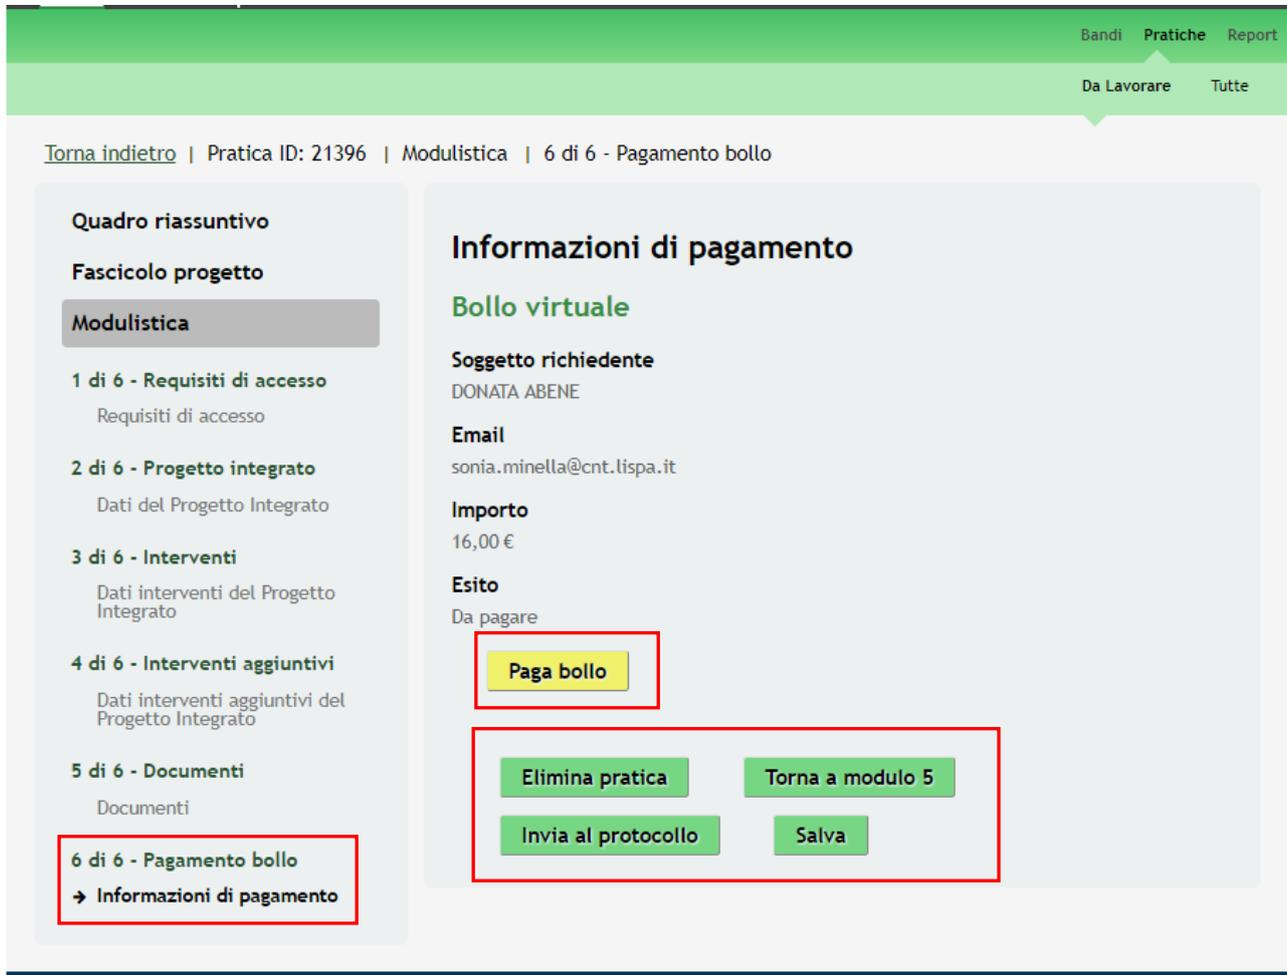 Bandi Pratiche Report
Da Lavorare Tutte
Torna indietro | Pratica ID: 21396 | Modulistica | 6 di 6 - Pagamento bollo
Quadro riassuntivo
Fascicolo progetto
Modulistica
1 di 6 - Requisiti di accesso
Requisiti di accesso
2 di 6 - Progetto integrato
Dati del Progetto Integrato
3 di 6 - Interventi
Dati interventi del Progetto
Integrato
4 di 6 - Interventi aggiuntivi
Dati interventi aggiuntivi del
Progetto Integrato
5 di 6 - Documenti
Documenti
6 di 6 - Pagamento bollo
→ Informazioni di pagamento
Informazioni di pagamento
Bollo virtuale
Soggetto richiedente
DONATA ABENE
Email
sonia.minella@cnt.lispa.it
Importo
16,00 €
Esito
Da pagare
Paga bollo
Elimina pratica Torna a modulo 5
Invia al protocollo Salva